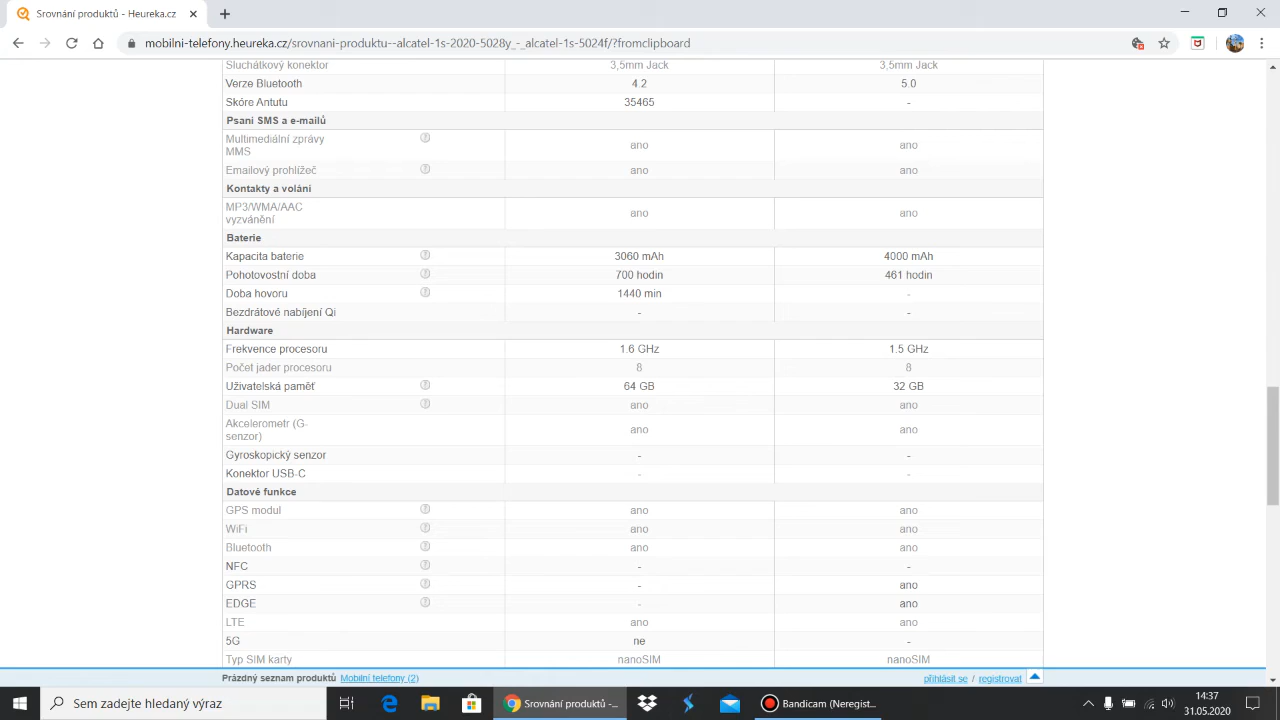 Srovnání produktů - Heureka.cz
mobilni-telefony.heureka.cz/srovnani-produktu--alcatel-1s-2020-5028y_-_alcatel-1s-5024f/?fromclipboard
Sluchátkový konektor 3,5mm Jack 3,5mm Jack
Verze Bluetooth 4.2 5.0
Skóre Antutu 35465 -
Psaní SMS a e-mailů
Multimediální zprávy
MMS ano ano
Emailový prohlížeč ano ano
Kontakty a volání
MP3/WMA/AAC
vyzvánění ano ano
Baterie
Kapacita baterie 3060 mAh 4000 mAh
Pohotovostní doba 700 hodin 461 hodin
Doba hovoru 1440 min -
Bezdrátové nabíjení Qi - -
Hardware
Frekvence procesoru 1.6 GHz 1.5 GHz
Počet jader procesoru 8 8
Uživatelská paměť 64 GB 32 GB
Dual SIM ano ano
Akcelerometr (G-
senzor) ano ano
Gyroskopický senzor - -
Konektor USB-C - -
Datové funkce
GPS modul ano ano
WiFi ano ano
Bluetooth ano ano
NFC - -
GPRS - ano
EDGE - ano
LTE ano ano
5G ne -
Typ SIM karty nanoSIM nanoSIM
Prázdný seznam produktů Mobilní telefony (2) přihlásit se / registrovat
Sem zadejte hledaný výraz Srovnání produktů -... Bandicam (Neregist... 14:37
31.05.2020